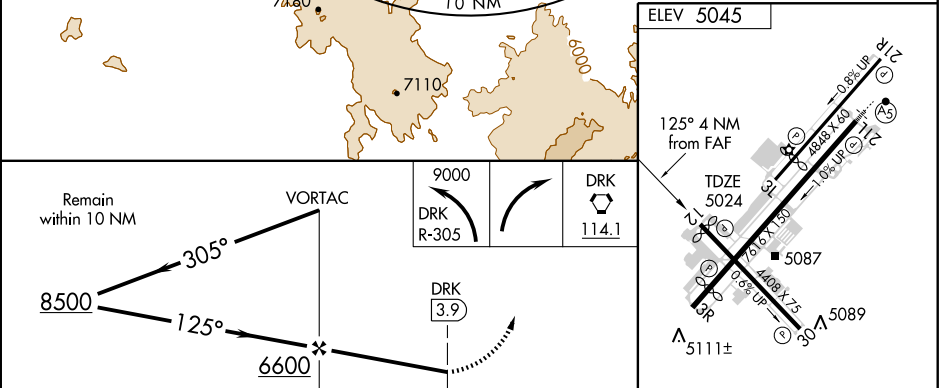 10 NM
7110
6000
Remain
within 10 NM
VORTAC
305°
8500
125°
6600
9000
DRK
R-305
DRK
114.1
DRK
3.9
ELEV 5045
125° 4 NM
from FAF
TDZE
5024
21R
0.8% UP
P
A5
P
4848 X 60
21L
P
1.0% UP
3L
12
P
7616 X 150
5087
P
0.6% UP
4408 X 75
3R
P
30
5089
5111±